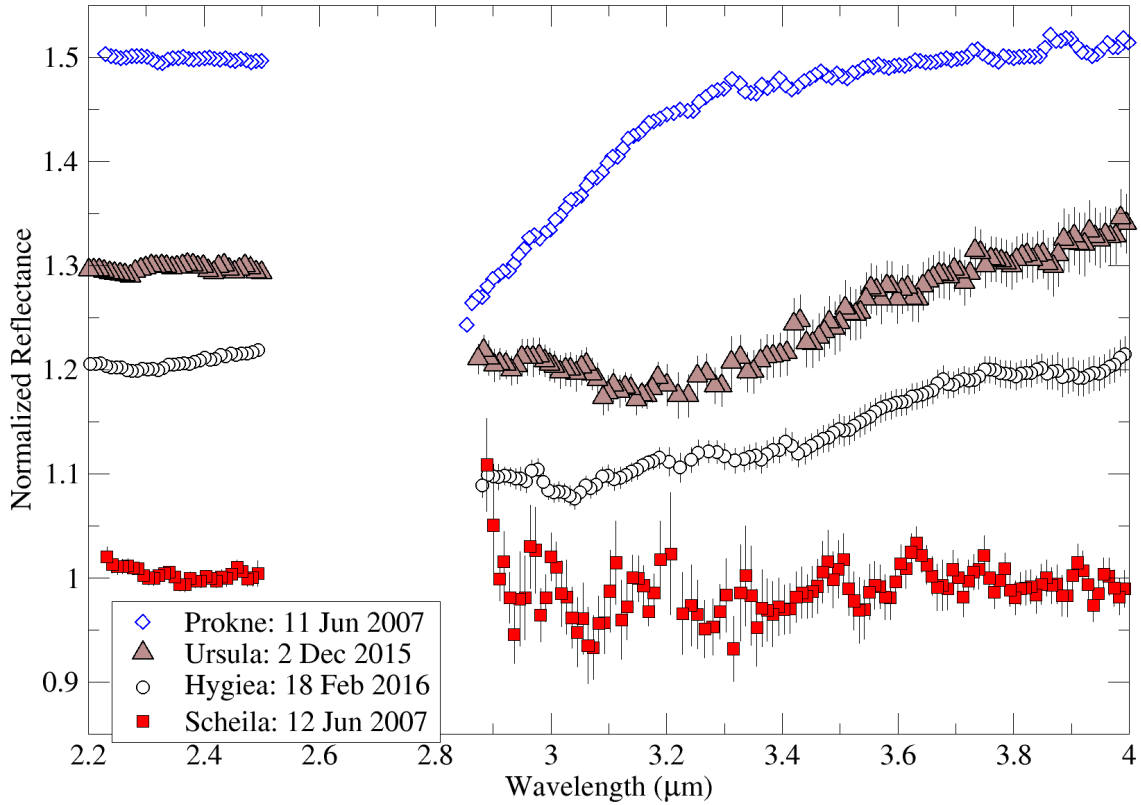 1.5
1.4
1.3
1.2
1.1
1
0.9
Normalized Reflectance
Prokne: 11 Jun 2007
Ursula: 2 Dec 2015
Hygiea: 18 Feb 2016
Scheila: 12 Jun 2007
2.2 2.4 2.6 2.8 3 3.2 3.4 3.6 3.8 4
Wavelength (μm)